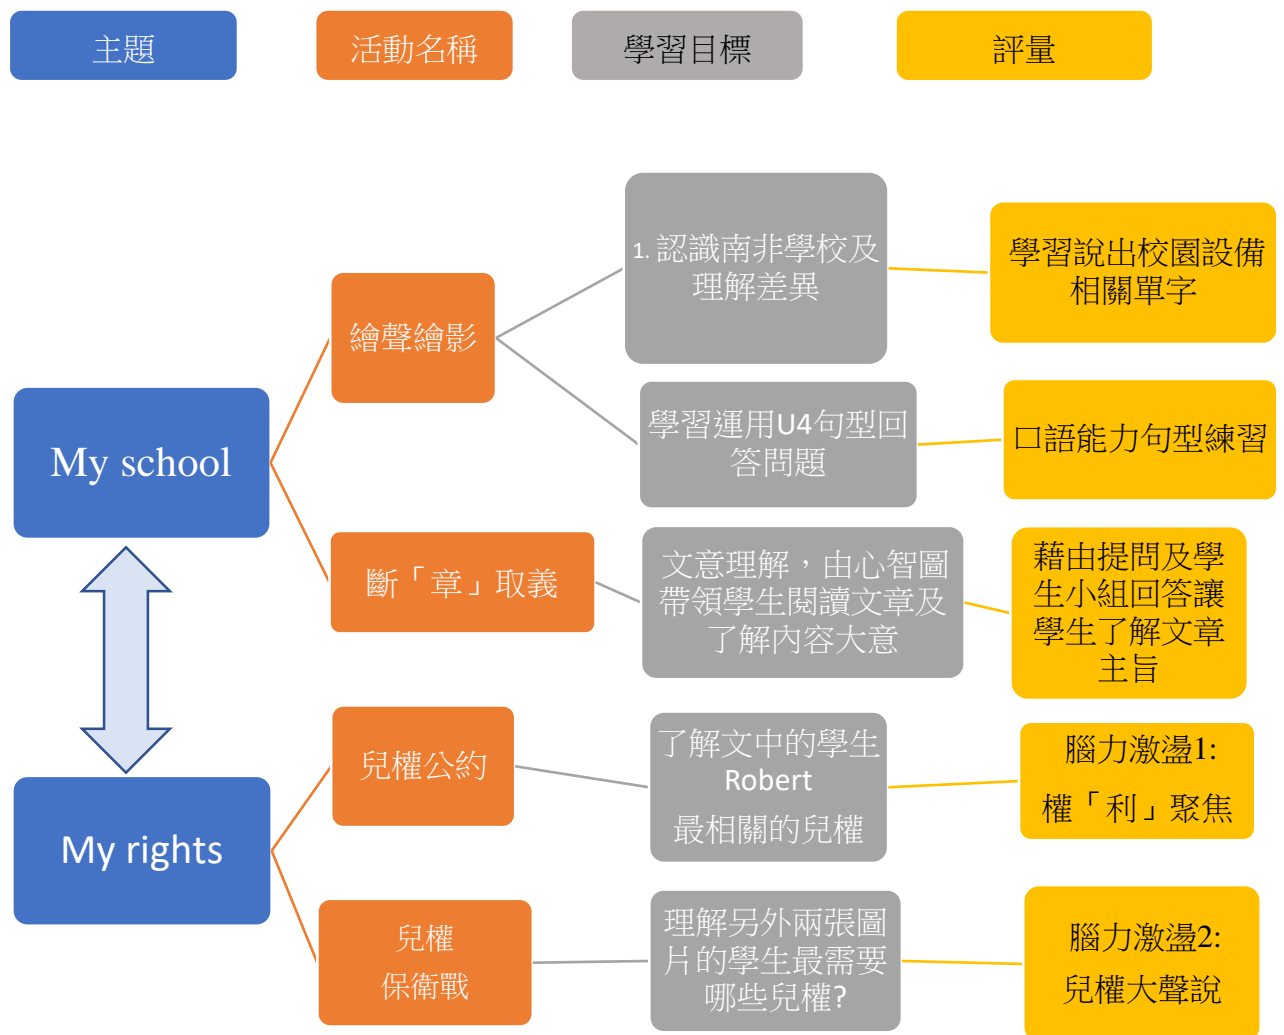 主題
活動名稱
學習目標
評量
My school
繪聲繪影
1. 認識南非學校及
理解差異
學習說出校園設備
相關單字
學習運用U4句型回
答問題
口語能力句型練習
斷「章」取義
文意理解，由心智圖
帶領學生閱讀文章及
了解內容大意
藉由提問及學
生小組回答讓
學生了解文章
主旨
My rights
兒權公約
了解文中的學生
Robert
最相關的兒權
腦力激盪1:
權「利」聚焦
兒權
保衛戰
理解另外兩張圖
片的學生最需要
哪些兒權?
腦力激盪2:
兒權大聲說